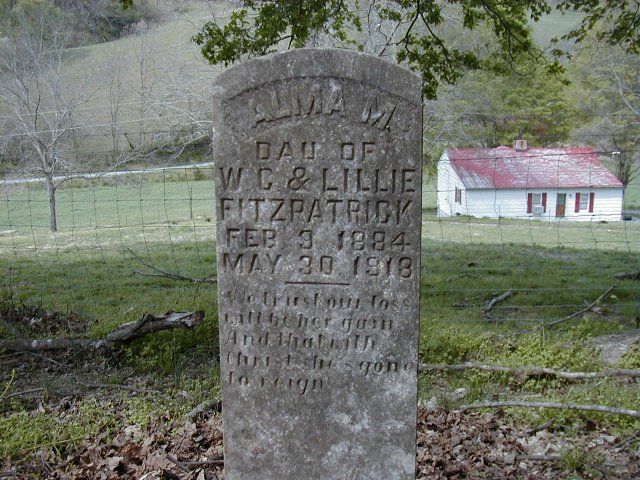 ALMA M.
DAU OF
W C & LILLIE
FITZPATRICK
FEB 3 1884
MAY 30 1918
We trust our loss
will be her gain
And that with
Christ she's gone
to reign